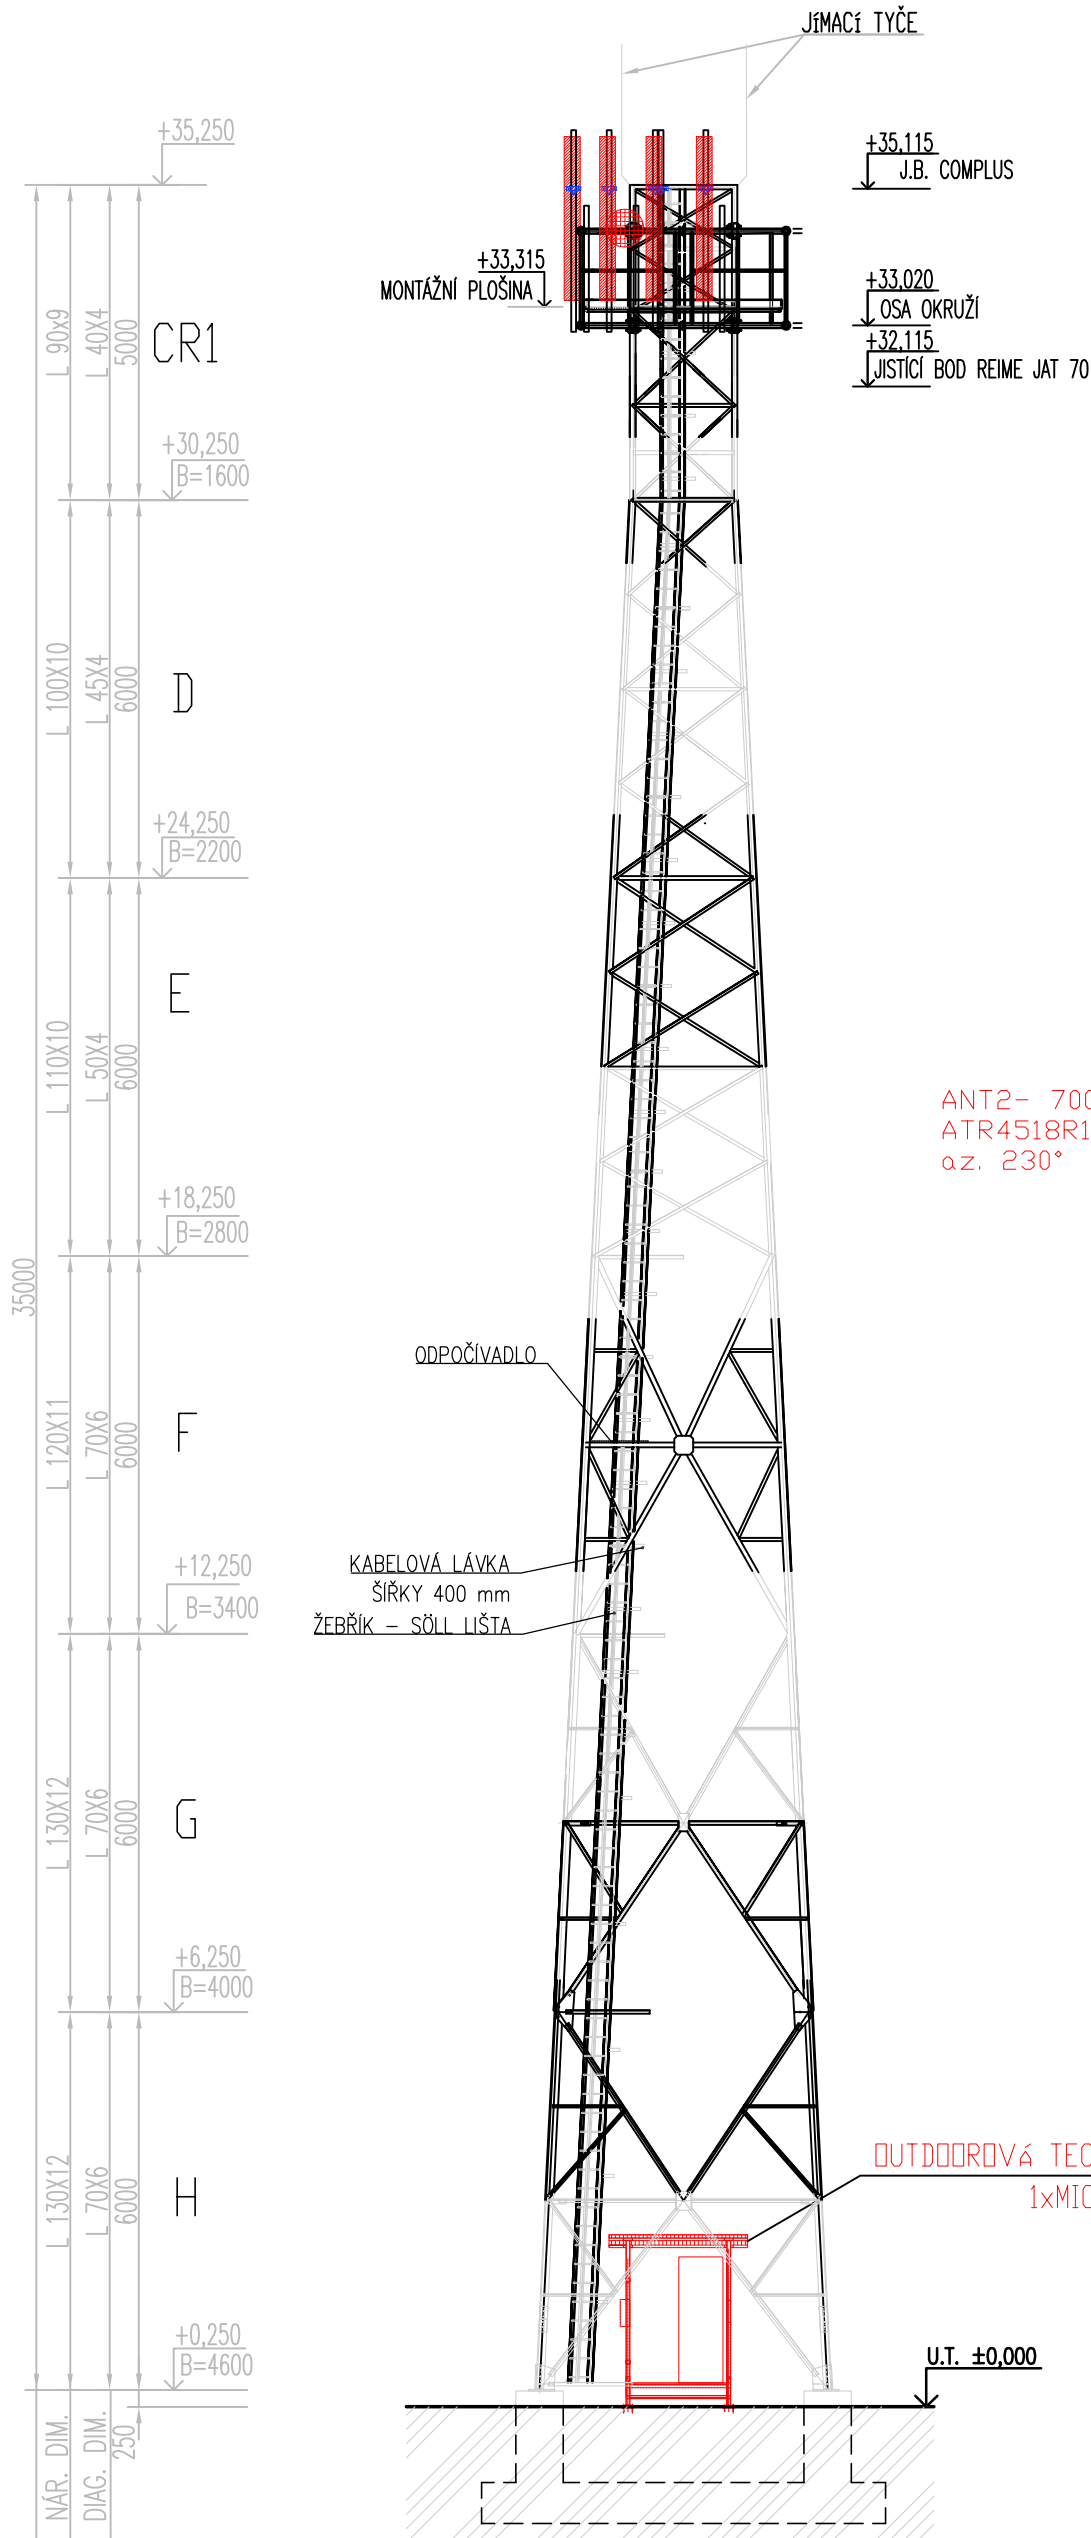 JíMACí TYČE
+35,250
+35,115
J.B. COMPLUS
+33,315
MONTÁŽNÍ PLOŠINA
+33,020
OSA OKRUŽÍ
+32,115
JISTÍCÍ BOD REIME JAT 70
L 90x9
L 40X4
5000
CR1
+30,250
B=1600
L 100X10
L 45X4
6000
D
+24,250
B=2200
L 110X10
L 50X4
6000
E
ANT2- 700
ATR4518R1
az. 230°
+18,250
B=2800
35000
ODPOČÍVADLO
L 120X11
L 70X6
6000
F
+12,250
B=3400
KABELOVÁ LÁVKA
ŠÍŘKY 400 mm
ŽEBŘÍK – SÖLL LIŠTA
L 130X12
L 70X6
6000
G
+6,250
B=4000
OUTDOOROVÁ TEC
1xMIC
L 130X12
L 70X6
6000
H
+0,250
B=4600
U.T. ±0,000
NÁR. DIM.
DIAG. DIM.
250